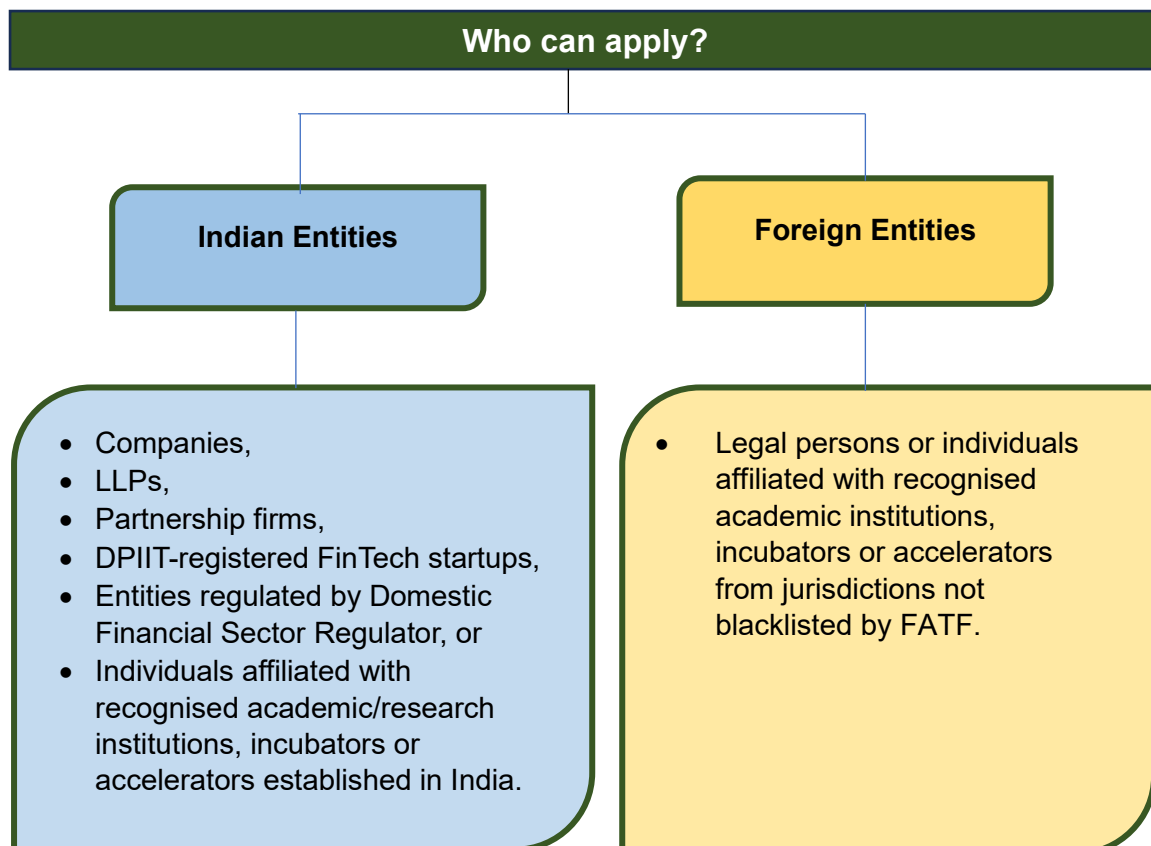 Who can apply?
Indian Entities
Foreign Entities
• Companies,
• LLPs,
• Partnership firms,
• DPIIT-registered FinTech startups,
• Entities regulated by Domestic
Financial Sector Regulator, or
• Individuals affiliated with
recognised academic/research
institutions, incubators or
accelerators established in India.
• Legal persons or individuals
affiliated with recognised
academic institutions,
incubators or accelerators
from jurisdictions not
blacklisted by FATF.